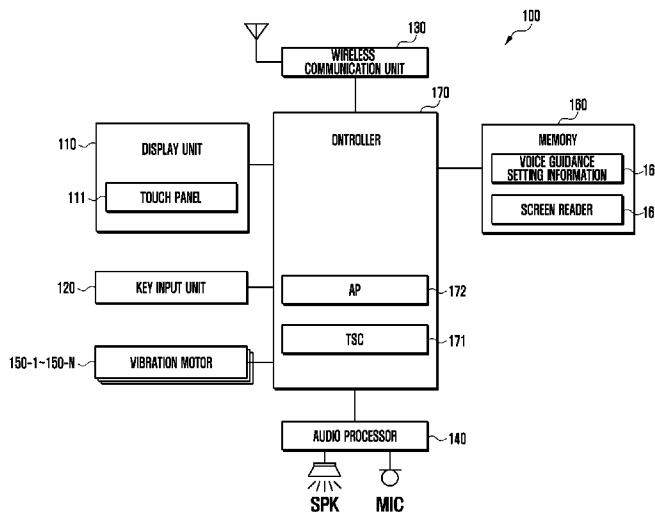 100
130
WIRELESS
COMMUNICATION UNIT
170
160
110
DISPLAY UNIT
ONTROLLER
MEMORY
VOICE GUIDANCE
SETTING INFORMATION
16
111
TOUCH PANEL
SCREEN READER
16
120
KEY INPUT UNIT
AP
172
TSC
171
150-1~150-N
VIBRATION MOTOR
AUDIO PROCESSOR
140
SPK
MIC